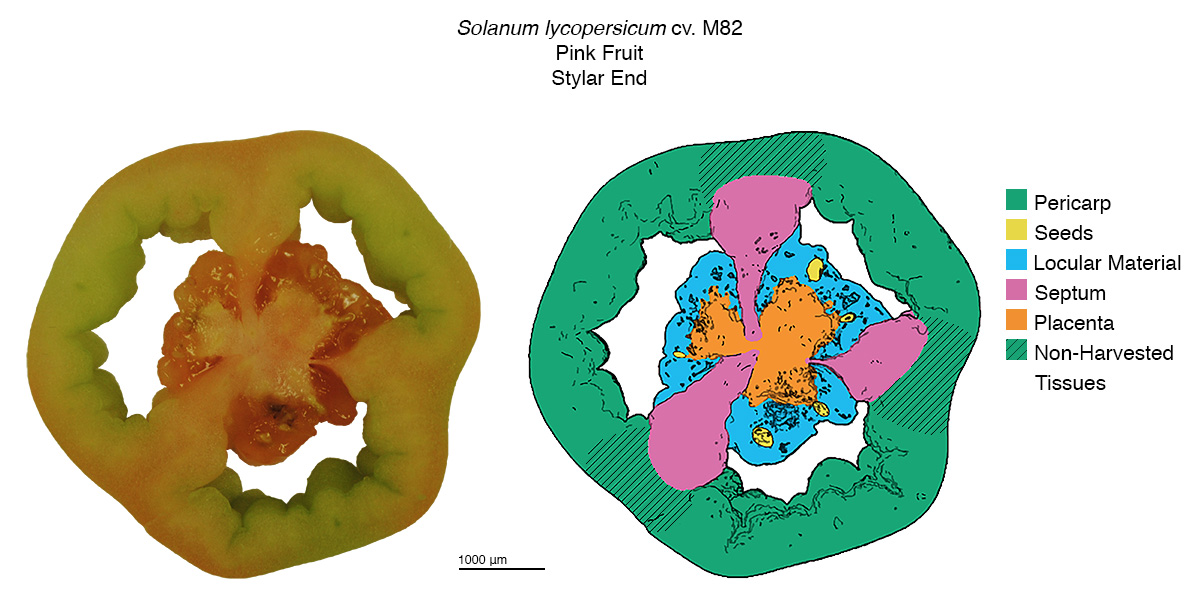 Solanum lycopersicum cv. M82
Pink Fruit
Stylar End
Pericarp
Seeds
Locular Material
Septum
Placenta
Non-Harvested
Tissues
1000 µm